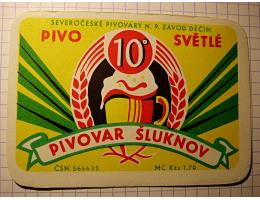 SEVEROČESKÉ PIVOVARY N. P. ZÁVOD DĚČÍN
PIVO 10° SVĚTLÉ
PIVOVAR ŠLUKNOV
ČSN 566635 MC Kčs 1,70